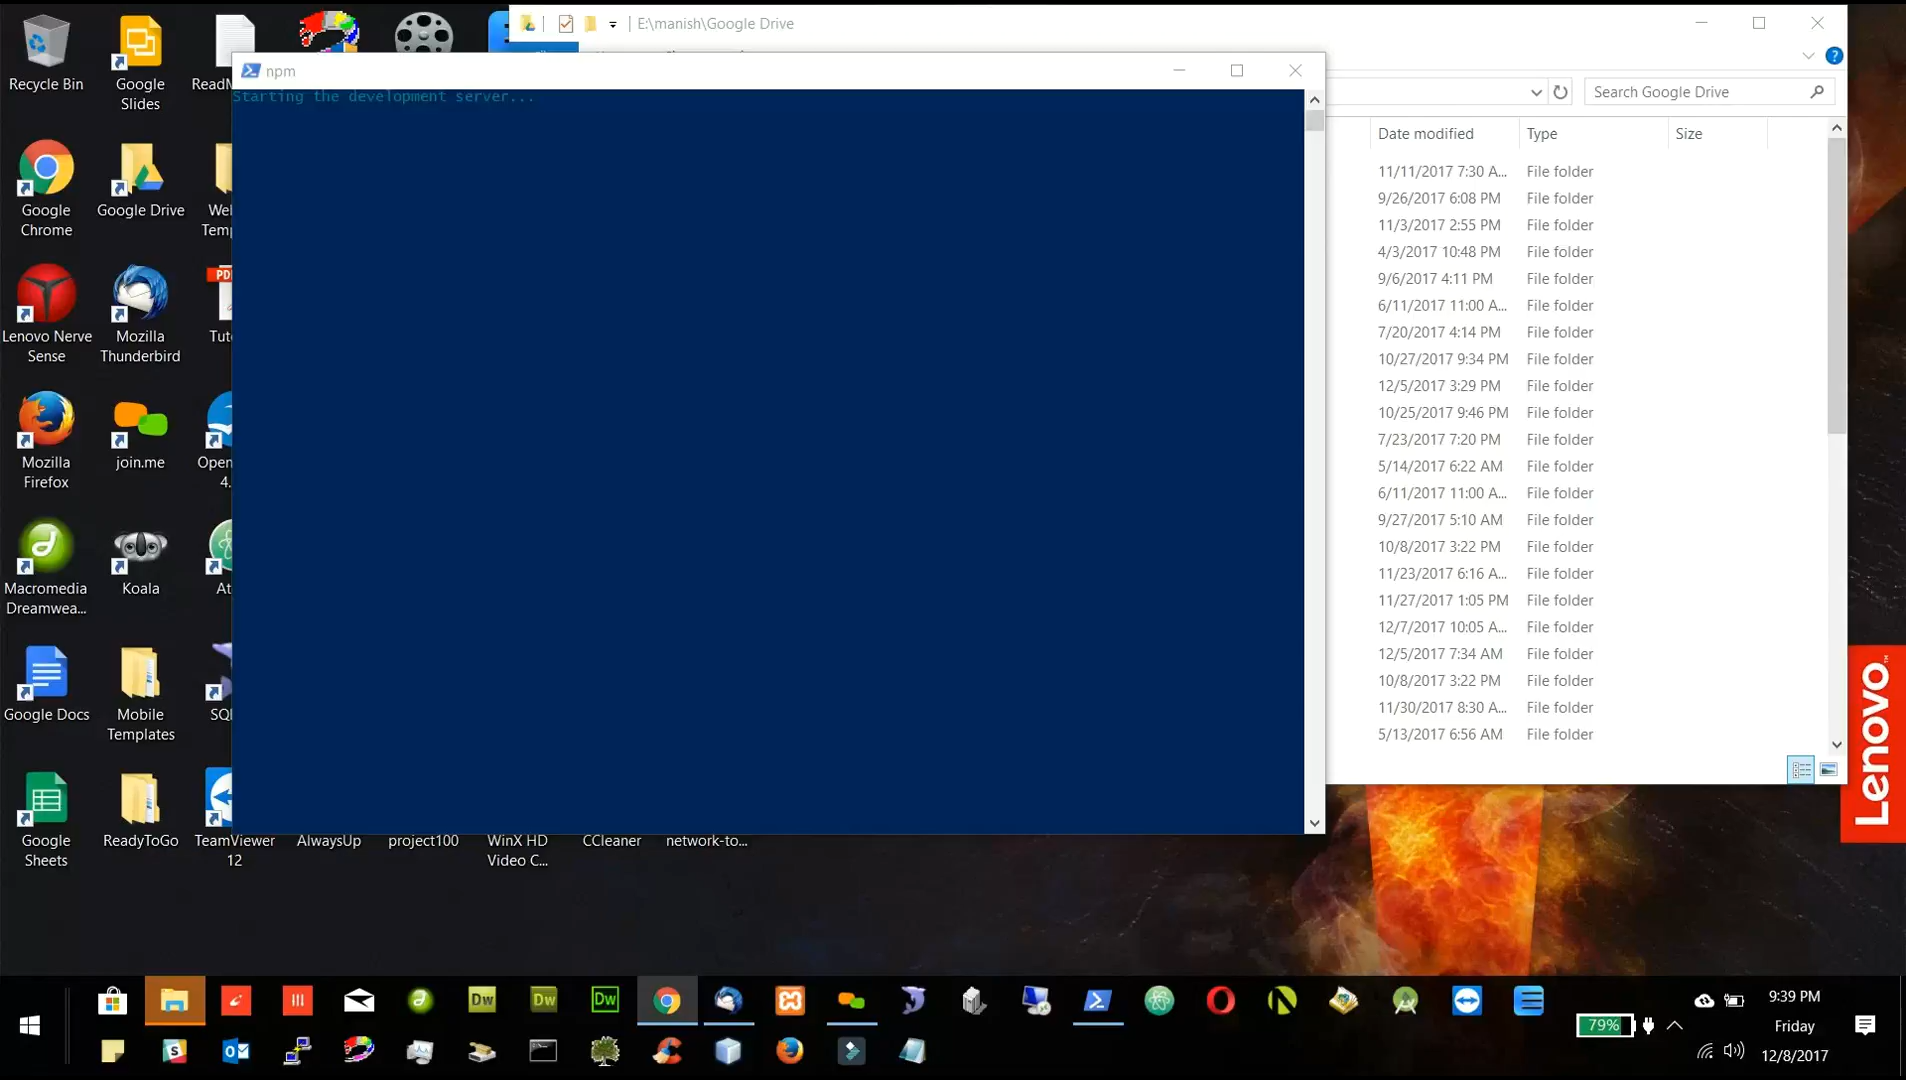 E:\manish\Google Drive
npm
Starting the development server...
Search Google Drive
Date modified
Type
Size
11/11/2017 7:30 A... File folder
9/26/2017 6:08 PM File folder
11/3/2017 2:55 PM File folder
4/3/2017 10:48 PM File folder
9/6/2017 4:11 PM File folder
6/11/2017 11:00 A... File folder
7/20/2017 4:14 PM File folder
10/27/2017 9:34 PM File folder
12/5/2017 3:29 PM File folder
10/25/2017 9:46 PM File folder
7/23/2017 7:20 PM File folder
5/14/2017 6:22 AM File folder
6/11/2017 11:00 A... File folder
9/27/2017 5:10 AM File folder
10/8/2017 3:22 PM File folder
11/23/2017 6:16 A... File folder
11/27/2017 1:05 PM File folder
12/7/2017 10:05 A... File folder
12/5/2017 7:34 AM File folder
10/8/2017 3:22 PM File folder
11/30/2017 8:30 A... File folder
5/13/2017 6:56 AM File folder
Recycle Bin
Google
Slides
ReadM
Google
Chrome
Google Drive
Wel
Temp
Lenovo Nerve
Sense
Mozilla
Thunderbird
PD
Tut
Mozilla
Firefox
join.me
Open
4.
Macromedia
Dreamwea...
Koala
At
Google Docs
Mobile
Templates
SQ
Google
Sheets
ReadyToGo
TeamViewer
12
AlwaysUp
project100
WinX HD
Video C...
CCleaner
network-to...
Lenovo
Dw
Dw
Dw
79%
9:39 PM
Friday
12/8/2017